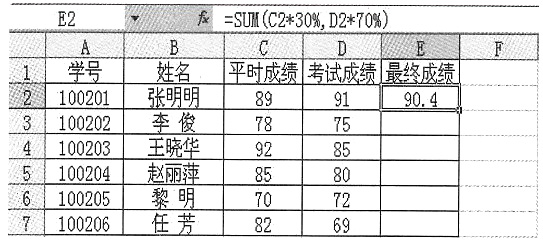 E2 fx =SUM(C2*30%,D2*70%)
A B C D E F
1 学号 姓名 平时成绩 考试成绩 最终成绩
2 100201 张明明 89 91 90.4
3 100202 李 俊 78 75
4 100203 王晓华 92 85
5 100204 赵丽萍 85 80
6 100205 黎 明 70 72
7 100206 任 芳 82 69